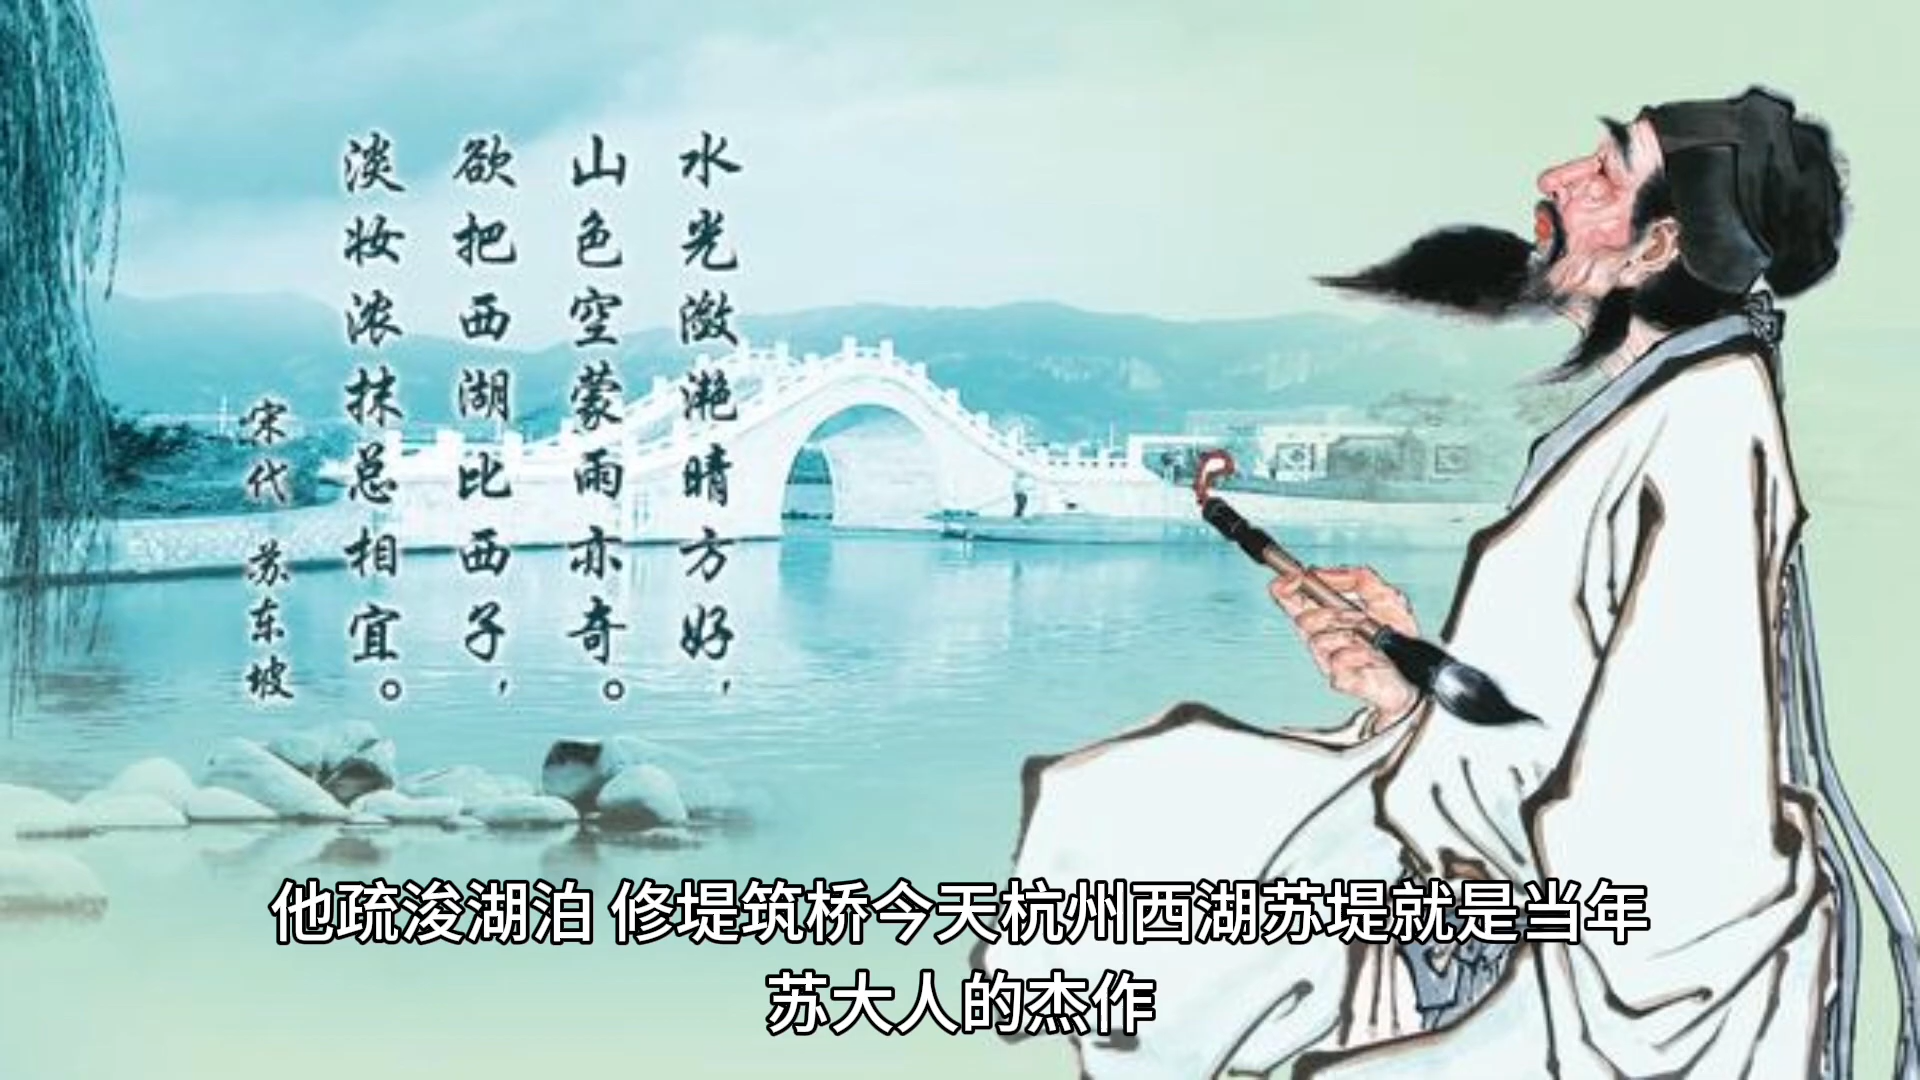 水光潋滟晴方好，
山色空蒙雨亦奇。
欲把西湖比西子，
淡妆浓抹总相宜。
宋代 苏东坡
他疏浚湖泊 修堤筑桥今天杭州西湖苏堤就是当年
苏大人的杰作